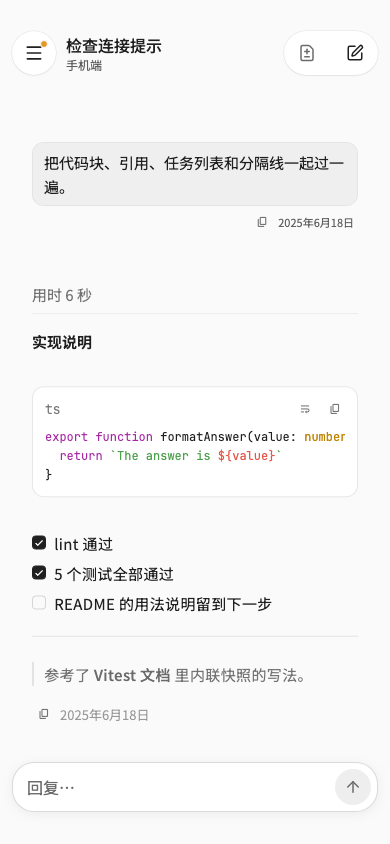 检查连接提示
手机端
把代码块、引用、任务列表和分隔线一起过一
遍。
2025年6月18日
用时 6 秒
实现说明
ts
export function formatAnswer(value: number
  return `The answer is ${value}`
}
lint 通过
5 个测试全部通过
README 的用法说明留到下一步
参考了 Vitest 文档 里内联快照的写法。
2025年6月18日
回复…